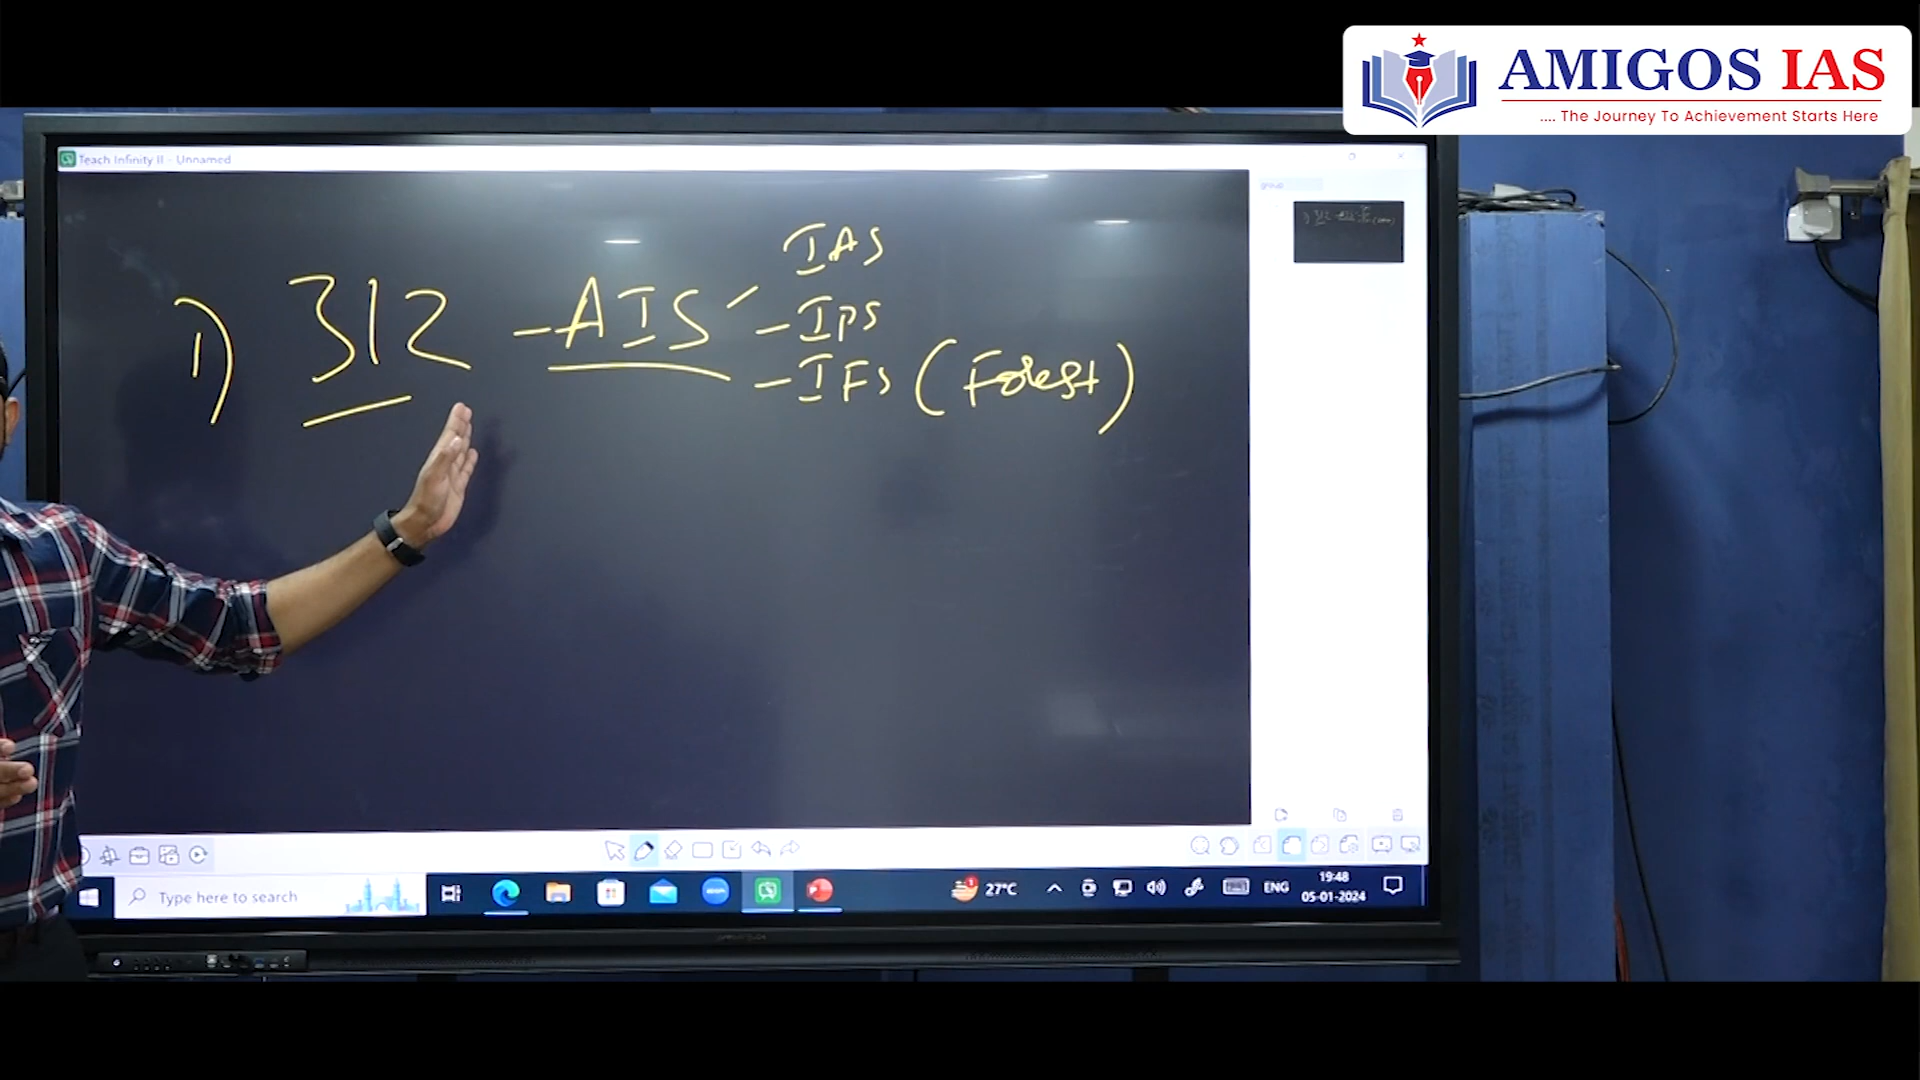 AMIGOS IAS
.... The Journey To Achievement Starts Here
Teach Infinity II - Unnamed
group
1) 312 - AIS - IAS
- IPS
- IFS (Forest)
Type here to search
27°C
ENG
19:48
05-01-2024